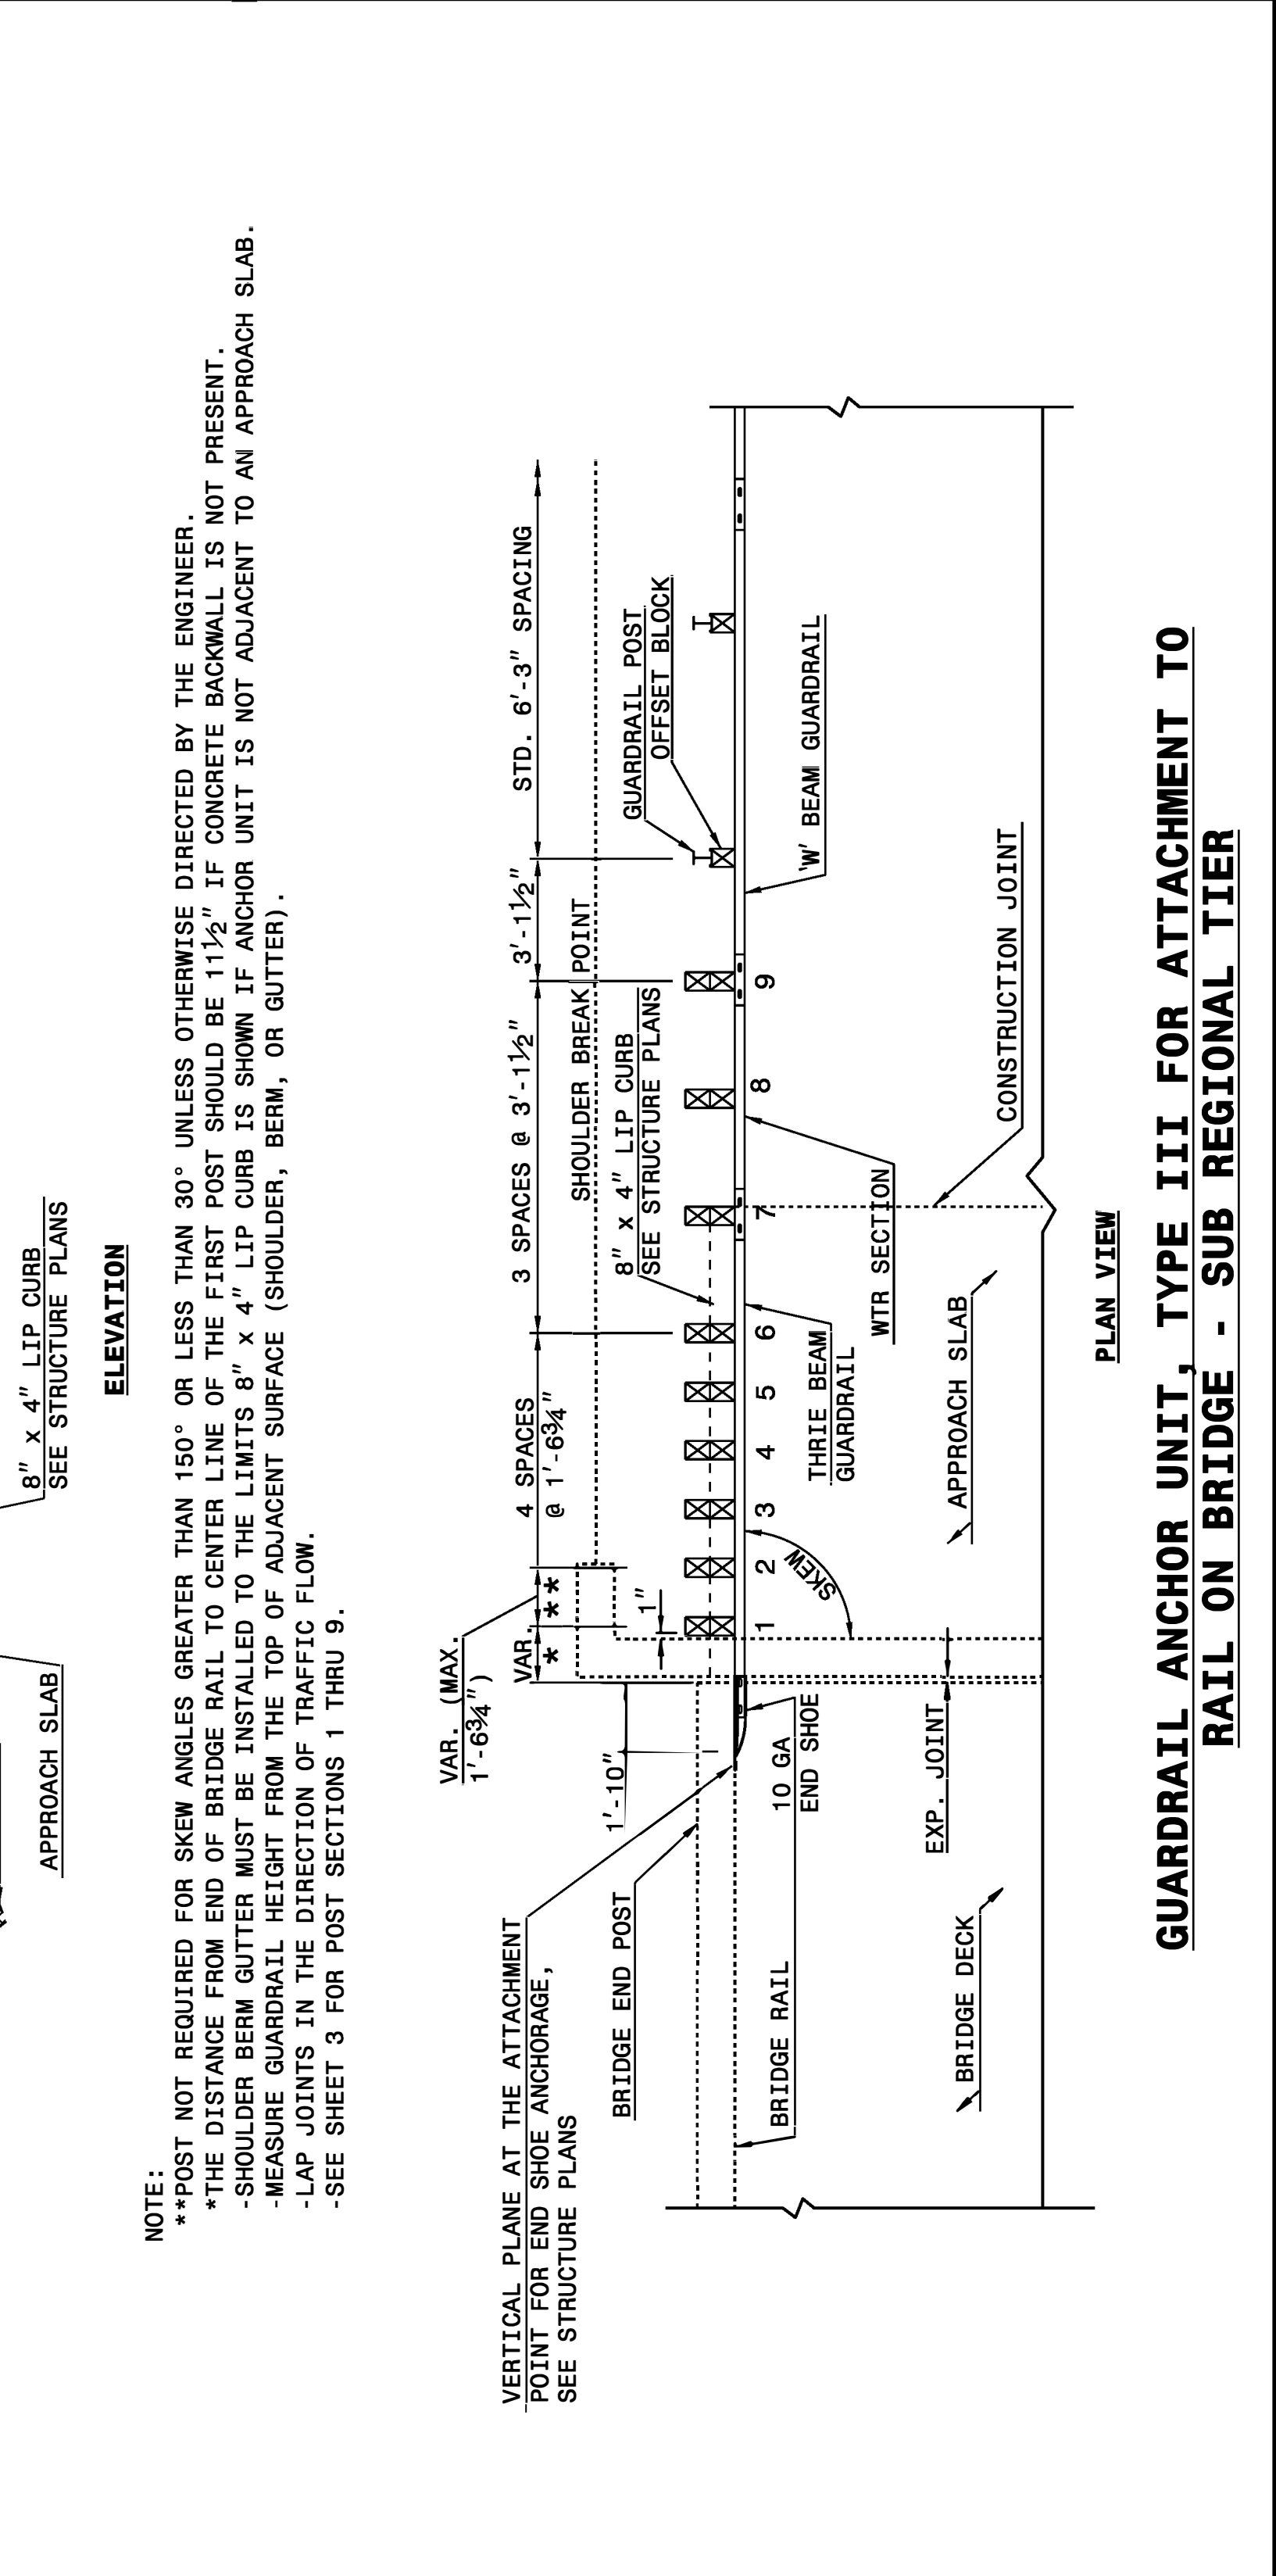 8" x 4" LIP CURB
SEE STRUCTURE PLANS
APPROACH SLAB
ELEVATION
NOTE:
**POST NOT REQUIRED FOR SKEW ANGLES GREATER THAN 150° OR LESS THAN 30° UNLESS OTHERWISE DIRECTED BY THE ENGINEER.
*THE DISTANCE FROM END OF BRIDGE RAIL TO CENTER LINE OF THE FIRST POST SHOULD BE 11½" IF CONCRETE BACKWALL IS NOT PRESENT.
-SHOULDER BERM GUTTER MUST BE INSTALLED TO THE LIMITS 8" x 4" LIP CURB IS SHOWN IF ANCHOR UNIT IS NOT ADJACENT TO AN APPROACH SLAB.
-MEASURE GUARDRAIL HEIGHT FROM THE TOP OF ADJACENT SURFACE (SHOULDER, BERM, OR GUTTER).
-LAP JOINTS IN THE DIRECTION OF TRAFFIC FLOW.
-SEE SHEET 3 FOR POST SECTIONS 1 THRU 9.
VAR. (MAX.
1'-6¾")
VERTICAL PLANE AT THE ATTACHMENT
POINT FOR END SHOE ANCHORAGE,
SEE STRUCTURE PLANS
VAR.
*
**
4 SPACES
@ 1'-6¾"
3 SPACES @ 3'-1½"
3'-1½"
STD. 6'-3" SPACING
SHOULDER BREAK POINT
1'-10"
1"
BRIDGE END POST
8" x 4" LIP CURB
SEE STRUCTURE PLANS
GUARDRAIL POST
OFFSET BLOCK
1 2 3 4 5 6 7 8 9
BRIDGE RAIL
10 GA
END SHOE
SKEW
THRIE BEAM
GUARDRAIL
WTR SECTION
'W' BEAM GUARDRAIL
EXP. JOINT
BRIDGE DECK
APPROACH SLAB
CONSTRUCTION JOINT
PLAN VIEW
GUARDRAIL ANCHOR UNIT, TYPE III FOR ATTACHMENT TO
RAIL ON BRIDGE - SUB REGIONAL TIER